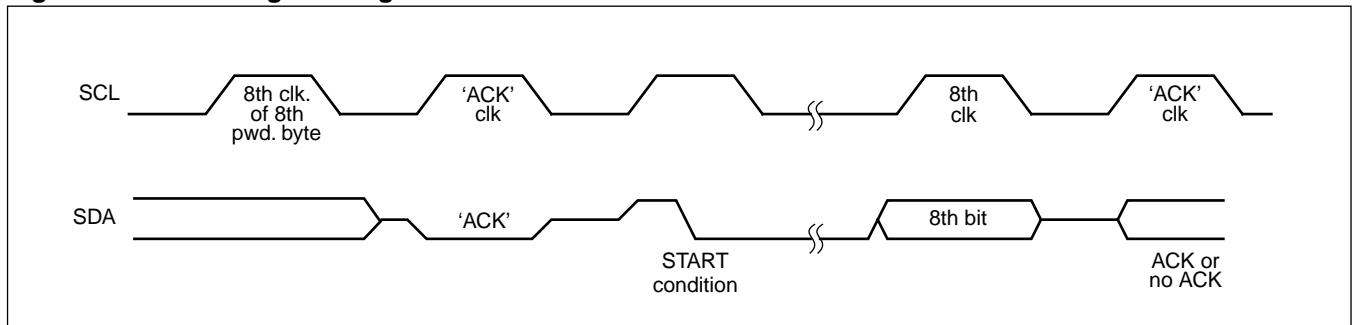 SCL
8th clk.
of 8th
pwd. byte
'ACK'
clk
8th
clk
'ACK'
clk
SDA
'ACK'
8th bit
START
condition
ACK or
no ACK